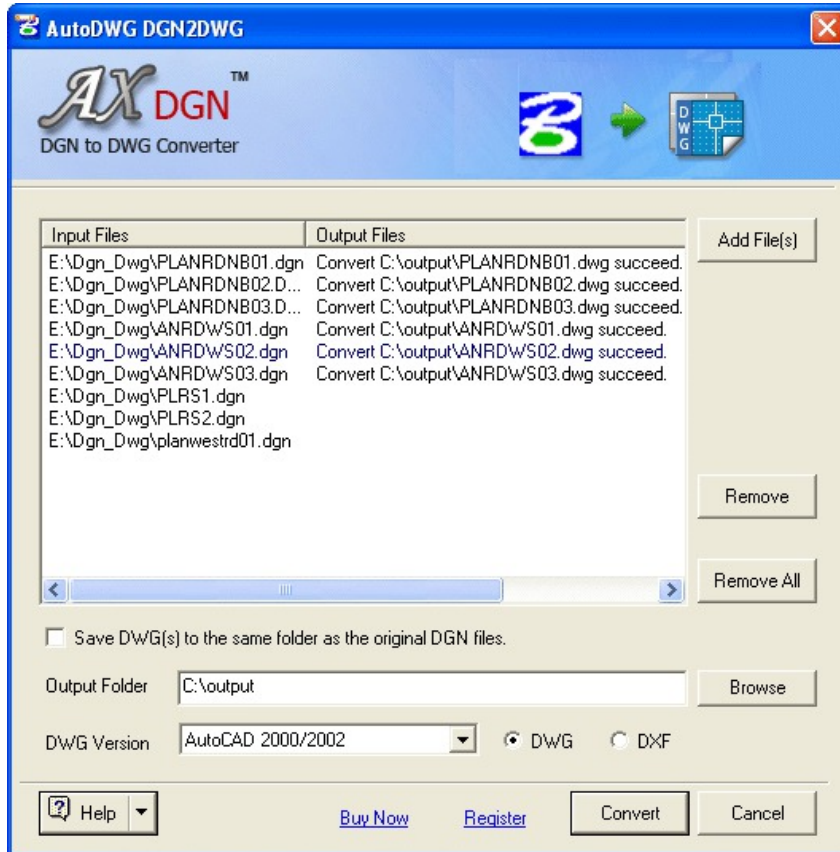 AutoDWG DGN2DWG
AX DGN™
DGN to DWG Converter
DWG
Input Files Output Files
E:\Dgn_Dwg\PLANRDNB01.dgn Convert C:\output\PLANRDNB01.dwg succeed.
E:\Dgn_Dwg\PLANRDNB02.D... Convert C:\output\PLANRDNB02.dwg succeed.
E:\Dgn_Dwg\PLANRDNB03.D... Convert C:\output\PLANRDNB03.dwg succeed.
E:\Dgn_Dwg\ANRDWS01.dgn Convert C:\output\ANRDWS01.dwg succeed.
E:\Dgn_Dwg\ANRDWS02.dgn Convert C:\output\ANRDWS02.dwg succeed.
E:\Dgn_Dwg\ANRDWS03.dgn Convert C:\output\ANRDWS03.dwg succeed.
E:\Dgn_Dwg\PLRS1.dgn
E:\Dgn_Dwg\PLRS2.dgn
E:\Dgn_Dwg\planwestrd01.dgn
Add File(s)
Remove
Remove All
Save DWG(s) to the same folder as the original DGN files.
Output Folder C:\output Browse
DWG Version AutoCAD 2000/2002 DWG DXF
Help Buy Now Register Convert Cancel